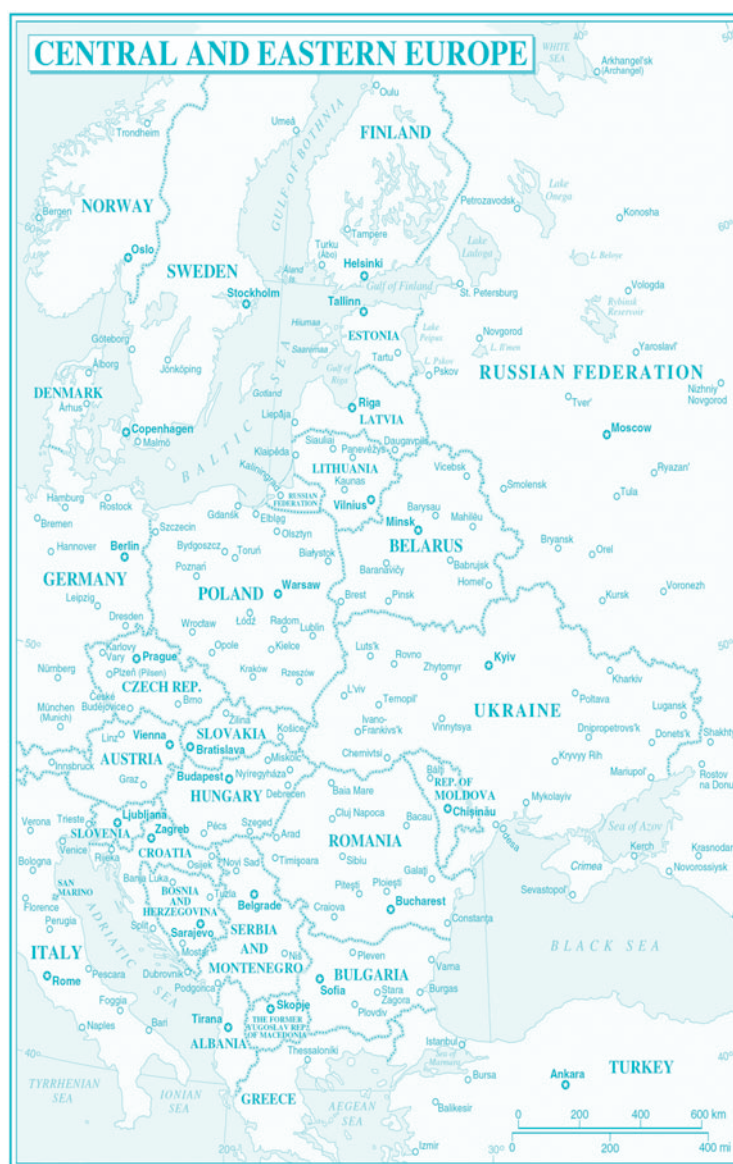 CENTRAL AND EASTERN EUROPE
40°
50°
WHITE
SEA
Arkhangel'sk
(Archangel)
Oulu
Trondheim
Umeå
GULF OF BOTHNIA
FINLAND
Lake
Onega
NORWAY
Petrozavodsk
Konosha
Bergen
60°
60°
Tampere
Turku
(Åbo)
Lake
Ladoga
L. Beloye
Oslo
SWEDEN
Helsinki
Åland
Is.
Gulf of Finland
St. Petersburg
Vologda
Stockholm
Tallinn
Rybinsk
Reservoir
Hiiumaa
ESTONIA
Lake
Peipus
Novgorod
Göteborg
Saaremaa
L. Il'men
Yaroslavl'
Tartu
Ålborg
Jönköping
Gulf of
Riga
L. Pskov
Pskov
RUSSIAN FEDERATION
Nizhniy
Novgorod
DENMARK
Gotland
Århus
Riga
Tver'
Liepāja
LATVIA
Copenhagen
Malmö
BALTIC SEA
Moscow
Siauliai
Daugavpils
Klaipėda
Panevėžys
LITHUANIA
Vicebsk
Ryazan'
Kaliningrad
Kaunas
Smolensk
RUSSIAN
FEDERATION
Vilnius
Tula
Hamburg
Rostock
Gdańsk
Elbląg
Barysau
Mahilëu
Bremen
Szczecin
Olsztyn
Minsk
Hannover
Berlin
Bydgoszcz
Toruń
Białystok
BELARUS
Bryansk
Orel
GERMANY
Poznań
Baranavičy
Babrujsk
Homel'
Voronezh
POLAND
Warsaw
Brest
Pinsk
Kursk
Leipzig
Łódź
Dresden
Radom
Lublin
50°
50°
Wrocław
Karlovy
Vary
Prague
Opole
Kielce
Luts'k
Rovno
Kyiv
Nürnberg
Plzeň (Pilsen)
Kraków
Rzeszów
Zhytomyr
Kharkiv
CZECH REP.
L'viv
Ternopil'
Poltava
České
Budějovice
Brno
UKRAINE
München
(Munich)
Žilina
Ivano-
Frankivs'k
Vinnytsya
Lugansk
Linz
Vienna
SLOVAKIA
Košice
Dnipropetrovs'k
Donets'k
Shakhty
Bratislava
Chernivtsi
AUSTRIA
Miskolc
Kryvyy Rih
Innsbruck
Budapest
Nyíregyháza
Bălţi
Mariupol'
Rostov
na Donu
Graz
HUNGARY
Debrecen
Baia Mare
REP. OF
MOLDOVA
Ljubljana
Cluj Napoca
Chişinău
Mykolayiv
Verona
Trieste
Zagreb
Pécs
Szeged
Bacau
SLOVENIA
Arad
ROMANIA
Odesa
Sea of Azov
Venice
Rijeka
CROATIA
Osijek
Novi Sad
Timişoara
Sibiu
Kerch
Krasnodar
Bologna
Banja Luka
Galaţi
Crimea
Novorossiysk
SAN
MARINO
BOSNIA
AND
HERZEGOVINA
Tuzla
Piteşti
Ploieşti
Sevastopol'
Florence
Belgrade
Craiova
Bucharest
Perugia
Split
Sarajevo
SERBIA
AND
MONTENEGRO
Constanţa
ITALY
ADRIATIC SEA
Mostar
Niš
Pleven
BLACK SEA
Varna
Rome
Pescara
Dubrovnik
BULGARIA
Podgorica
Sofia
Stara
Zagora
Burgas
Foggia
Skopje
Plovdiv
Naples
Bari
Tirana
THE FORMER
YUGOSLAV REP.
OF MACEDONIA
ALBANIA
Istanbul
40°
40°
Thessaloníki
Sea of
Marmara
Bursa
Ankara
TURKEY
TYRRHENIAN
SEA
IONIAN
SEA
GREECE
AEGEAN
SEA
Balikesir
0 200 400 600 km
20°
Izmir
30°
0 200 400 mi